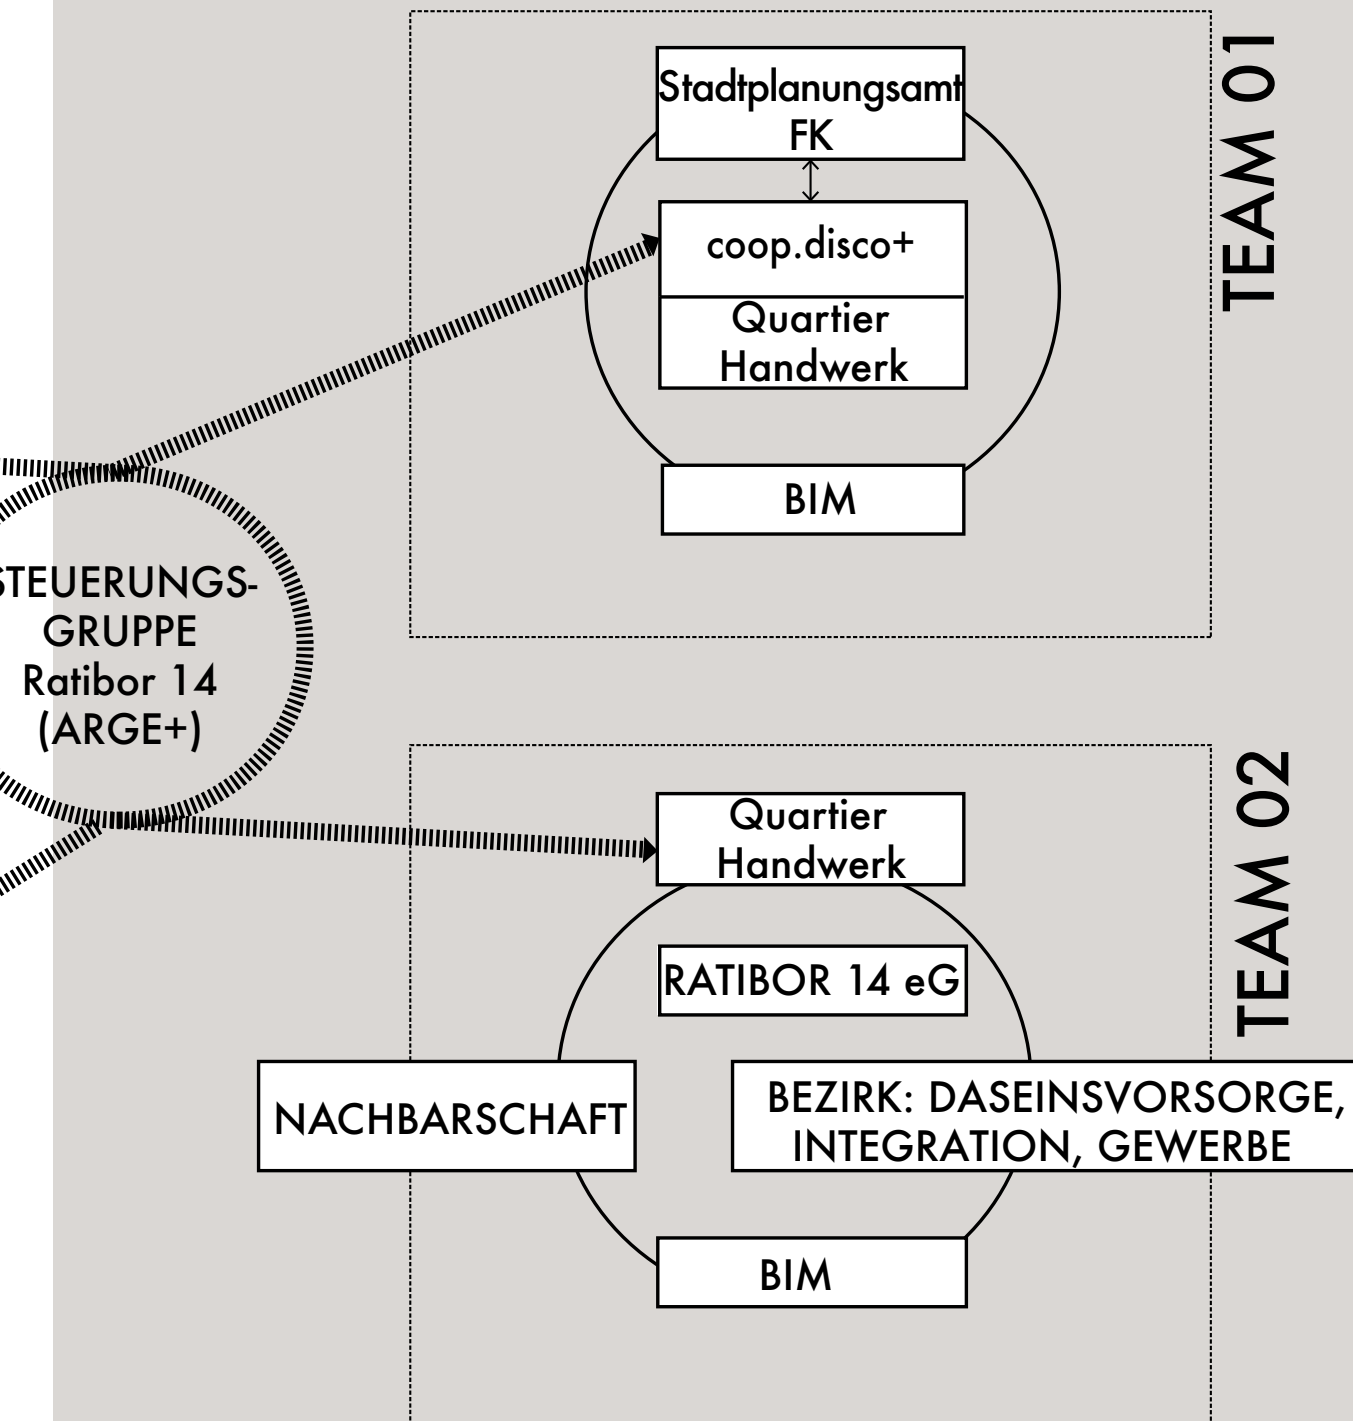 TEAM 01
Stadtplanungsamt
FK
coop.disco+
Quartier
Handwerk
BIM
STEUERUNGS-
GRUPPE
Ratibor 14
(ARGE+)
TEAM 02
Quartier
Handwerk
RATIBOR 14 eG
NACHBARSCHAFT
BEZIRK: DASEINSVORSORGE,
INTEGRATION, GEWERBE
BIM